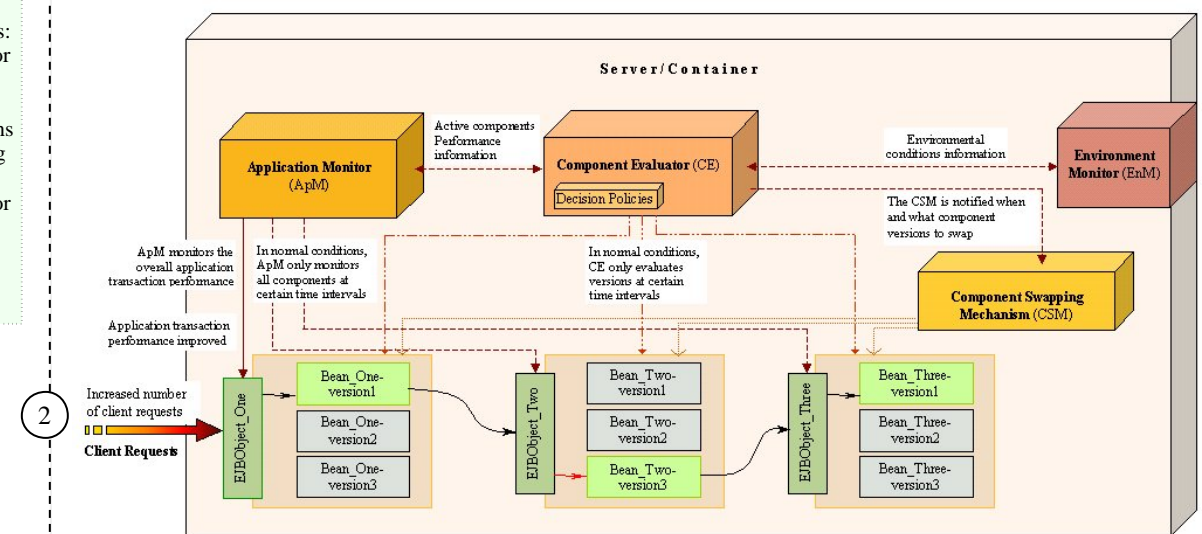 s:
or
ns
g
or
2
Server/Container
Application Monitor
(ApM)
Active components
Performance
information
Component Evaluator (CE)
Decision Policies
Environmental
conditions information
Environment
Monitor (EnM)
The CSM is notified when
and what component
versions to swap
ApM monitors the
overall application
transaction performance
In normal conditions,
ApM only monitors
all components at
certain time intervals
In normal conditions,
CE only evaluates
versions at certain
time intervals
Component Swapping
Mechanism (CSM)
Application transaction
performance improved
Increased number
of client requests
Client Requests
EJBObject_One
Bean_One-
version1
Bean_One-
version2
Bean_One-
version3
EJBObject_Two
Bean_Two-
version1
Bean_Two-
version2
Bean_Two-
version3
EJBObject_Three
Bean_Three-
version1
Bean_Three-
version2
Bean_Three-
version3